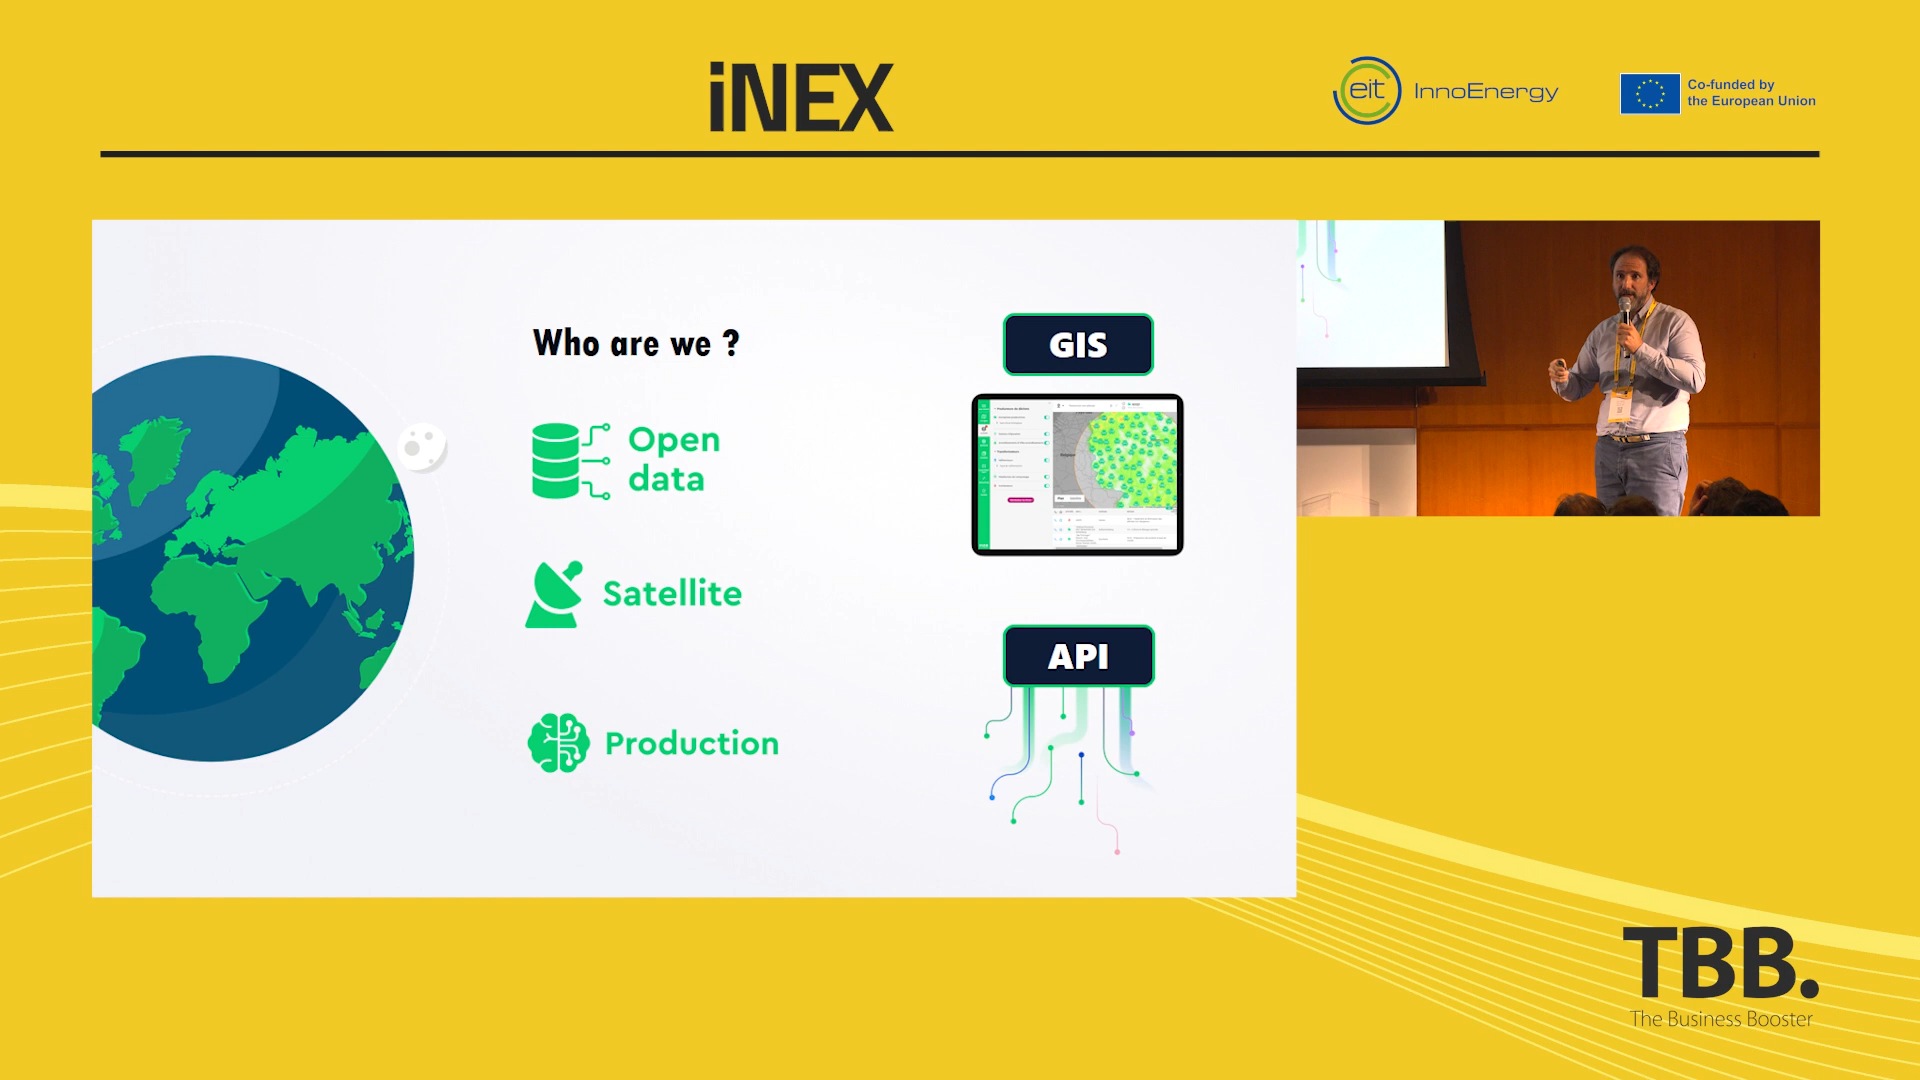 iNEX
eit InnoEnergy
Co-funded by
the European Union
Who are we ?
Open
data
Satellite
Production
GIS
API
TBB.
The Business Booster